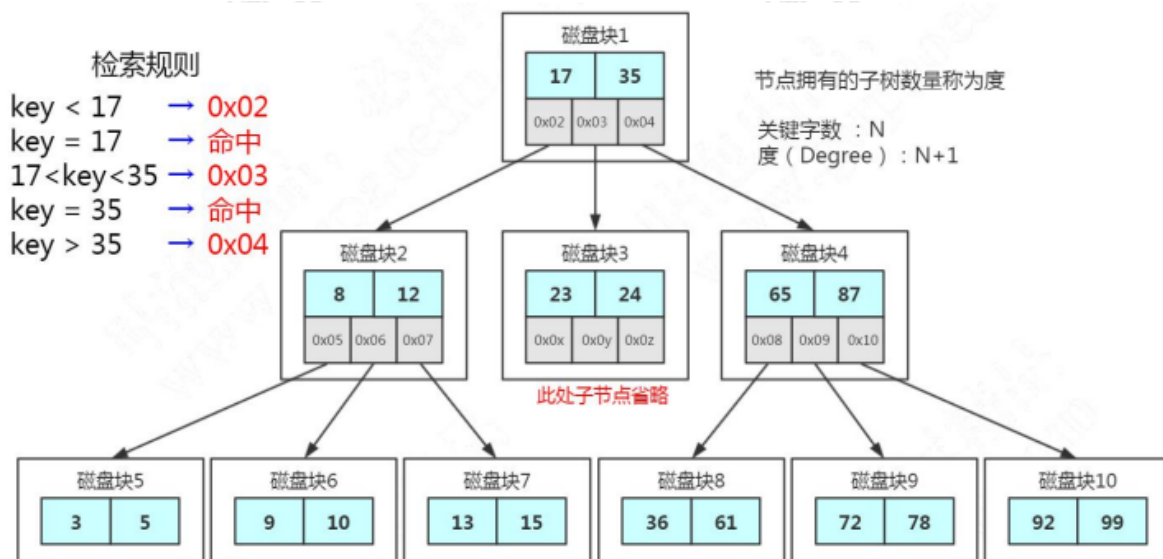 检索规则
key < 17 → 0x02
key = 17 → 命中
17<key<35 → 0x03
key = 35 → 命中
key > 35 → 0x04
磁盘块1
17 35
0x02 0x03 0x04
节点拥有的子树数量称为度
关键字数 : N
度（Degree）: N+1
磁盘块2
8 12
0x05 0x06 0x07
磁盘块3
23 24
0x0x 0x0y 0x0z
此处子节点省略
磁盘块4
65 87
0x08 0x09 0x10
磁盘块5
3 5
磁盘块6
9 10
磁盘块7
13 15
磁盘块8
36 61
磁盘块9
72 78
磁盘块10
92 99